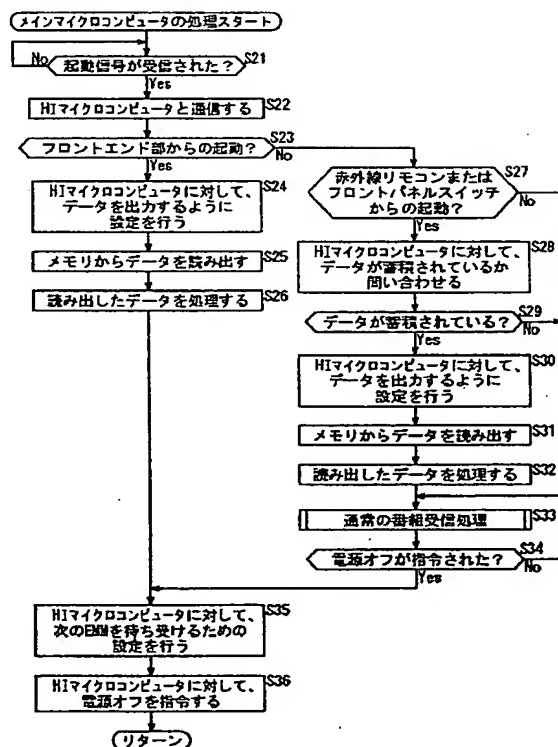 メインマイクロコンピュータの処理スタート
起動信号が受信された？
S21
No
Yes
HIマイクロコンピュータと通信する
S22
フロントエンド部からの起動？
S23
No
Yes
HIマイクロコンピュータに対して、
データを出力するように
設定を行う
S24
メモリからデータを読み出す
S25
読み出したデータを処理する
S26
赤外線リモコンまたは
フロントパネルスイッチ
からの起動？
S27
No
Yes
HIマイクロコンピュータに対して、
データが蓄積されているか
問い合わせる
S28
データが蓄積されている？
S29
No
Yes
HIマイクロコンピュータに対して、
データを出力するように
設定を行う
S30
メモリからデータを読み出す
S31
読み出したデータを処理する
S32
通常の番組受信処理
S33
電源オフが指令された？
S34
No
Yes
HIマイクロコンピュータに対して、
次のEMMを待ち受けるための
設定を行う
S35
HIマイクロコンピュータに対して、
電源オフを指令する
S36
リターン